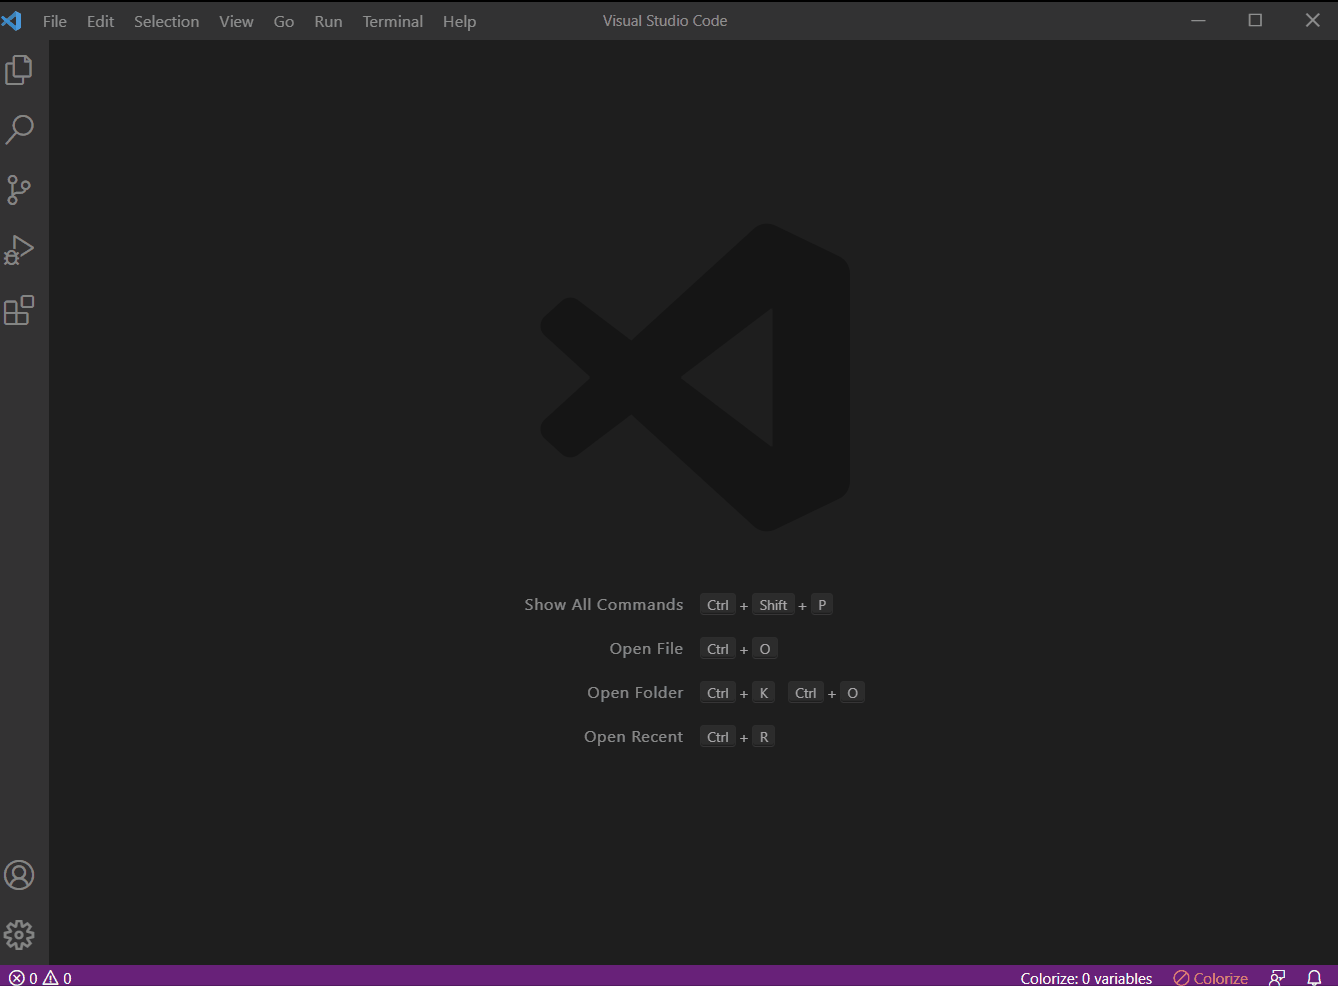 File Edit Selection View Go Run Terminal Help Visual Studio Code
Show All Commands Ctrl + Shift + P
Open File Ctrl + O
Open Folder Ctrl + K Ctrl + O
Open Recent Ctrl + R
0 0 Colorize: 0 variables Colorize